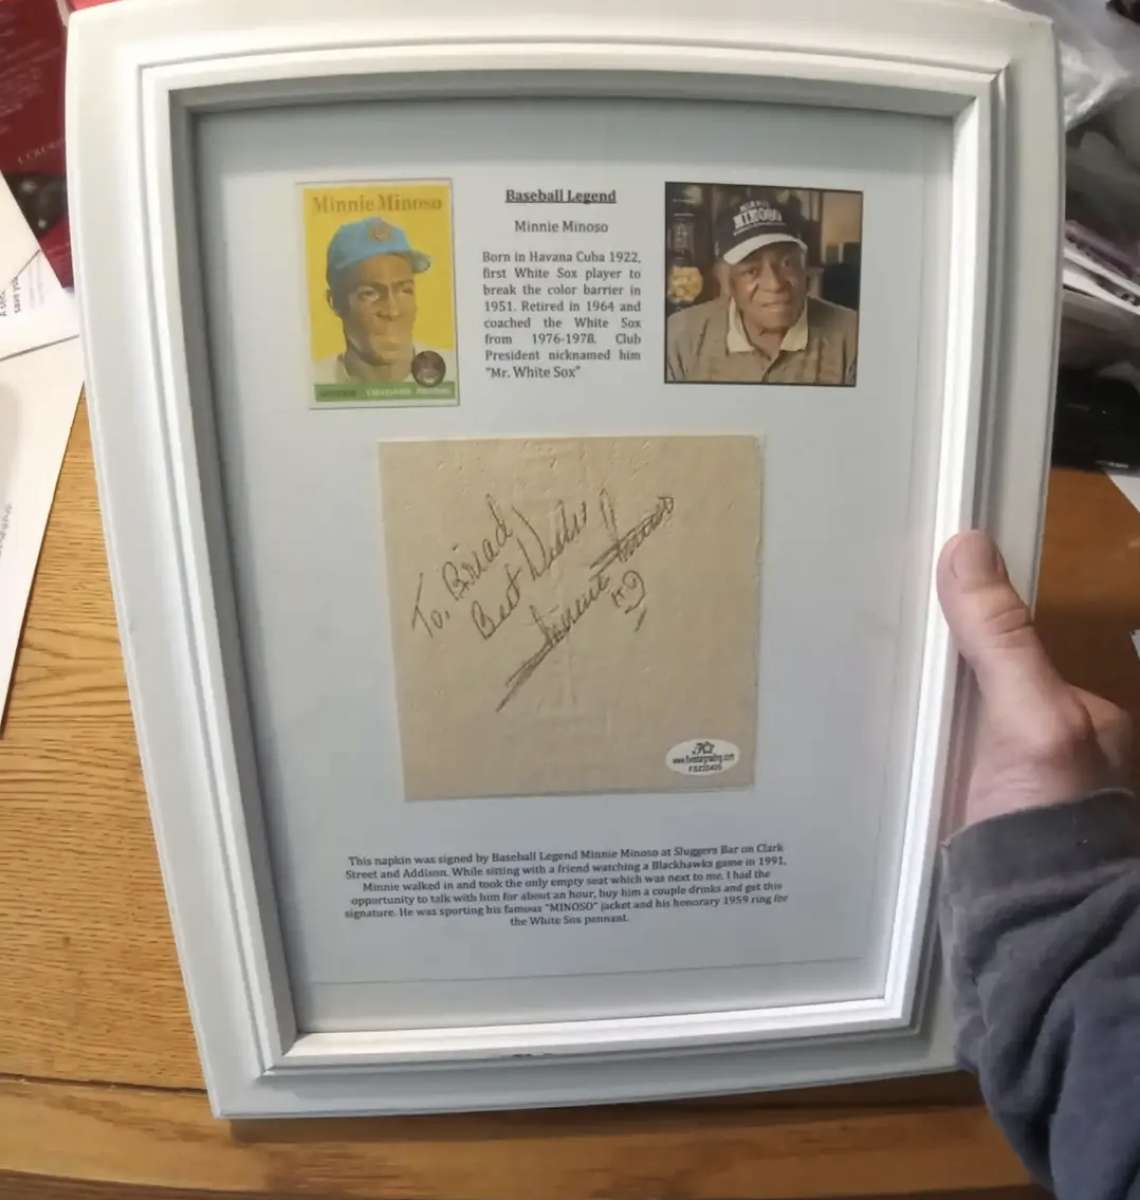 Minnie Minoso
Baseball Legend
Minnie Minoso
Born in Havana Cuba 1922,
first White Sox player to
break the color barrier in
1951. Retired in 1964 and
coached the White Sox
from 1976-1978. Club
President nicknamed him
"Mr. White Sox"
MINOSO
To, Briad
Best Wishes
Minoso
#9
This napkin was signed by Baseball Legend Minnie Minoso at Sluggers Bar on Clark
Street and Addison. While sitting with a friend watching a Blackhawks game in 1991,
Minnie walked in and took the only empty seat which was next to me. I had the
opportunity to talk with him for about an hour, buy him a couple drinks and get this
signature. He was sporting his famous "MINOSO" jacket and his honorary 1959 ring for
the White Sox pennant.